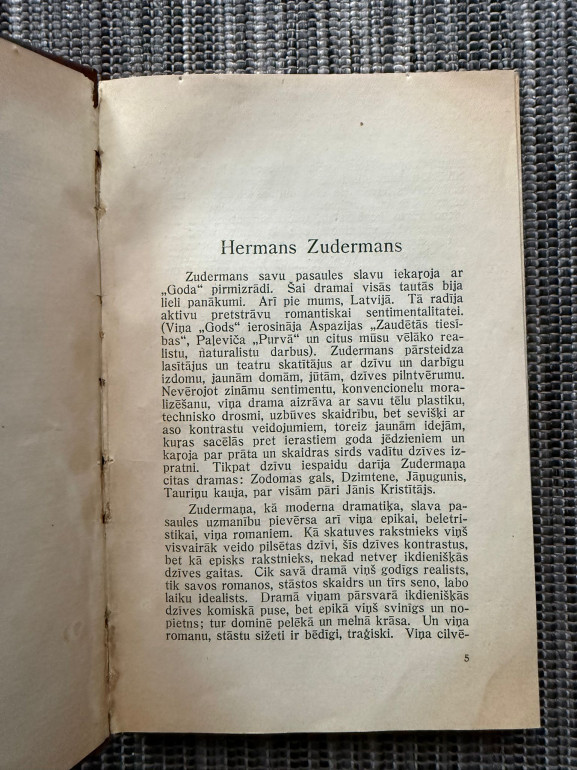 Hermans Zudermans
Zudermans savu pasaules slavu iekaŗoja ar
„Goda“ pirmizrādi. Šai dramai visās tautās bija
lieli panākumi. Arī pie mums, Latvijā. Tā radīja
aktivu pretstrāvu romantiskai sentimentalitatei.
(Viņa „Gods“ ierosināja Aspazijas „Zaudētās tiesī-
bas“, Paļeviča „Purvā“ un citus mūsu vēlāko rea-
listu, naturalistu darbus). Zudermans pārsteidza
lasītājus un teatru skatītājus ar dzīvu un darbīgu
izdomu, jaunām domām, jūtām, dzīves pilntvērumu.
Nevērojot zināmu sentimentu, konvencionelu mora-
lizēšanu, viņa drama aizrāva ar savu tēlu plastiku,
technisko drosmi, uzbūves skaidrību, bet sevišķi ar
aso kontrastu veidojumiem, toreiz jaunām idejām,
kuŗas sacēlās pret ierastiem goda jēdzieniem un
kaŗoja par prāta un skaidras sirds vadītu dzīves iz-
pratni. Tikpat dzīvu iespaidu darīja Zudermaņa
citas dramas: Zodomas gals, Dzimtene, Jāņugunis,
Tauriņu kauja, par visām pāri Jānis Kristītājs.
Zudermaņa, kā moderna dramatiķa, slava pa-
saules uzmanību pievērsa arī viņa epikai, beletri-
stikai, viņa romaniem. Kā skatuves rakstnieks viņš
visvairāk veido pilsētas dzīvi, šīs dzīves kontrastus,
bet kā episks rakstnieks, nekad netveŗ ikdienišķās
dzīves gaitas. Cik savā dramā viņš godīgs realists,
tik savos romanos, stāstos skaidrs un tīrs seno, labo
laiku idealists. Dramā viņam pārsvarā ikdienišķās
dzīves komiskā puse, bet epikā viņš svinīgs un no-
pietns; tur dominē pelēkā un melnā krāsa. Un viņa
romanu, stāstu sižeti ir bēdīgi, traģiski. Viņa cilvē-
5